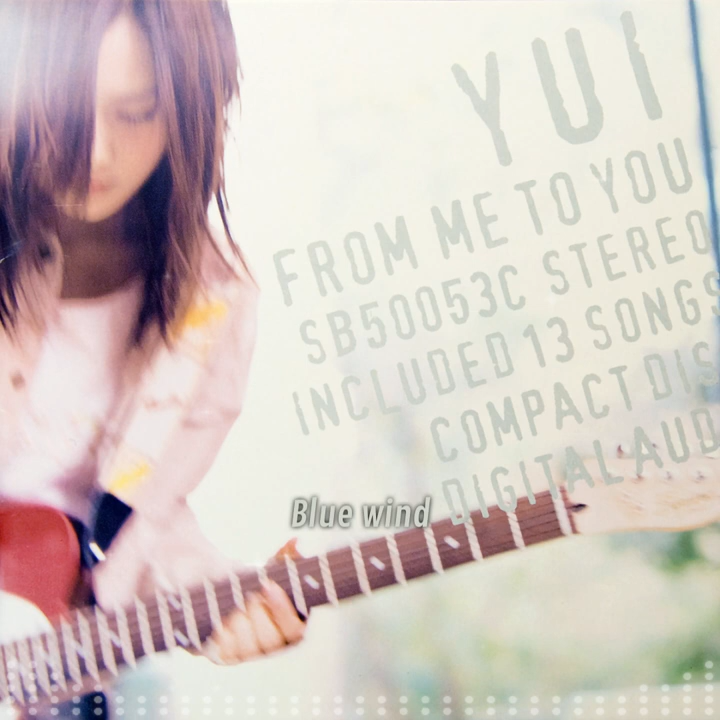 YUI
FROM ME TO YOU
SB50053C STEREO
INCLUDED 13 SONGS
COMPACT DIS
DIGITAL AUD
Blue wind